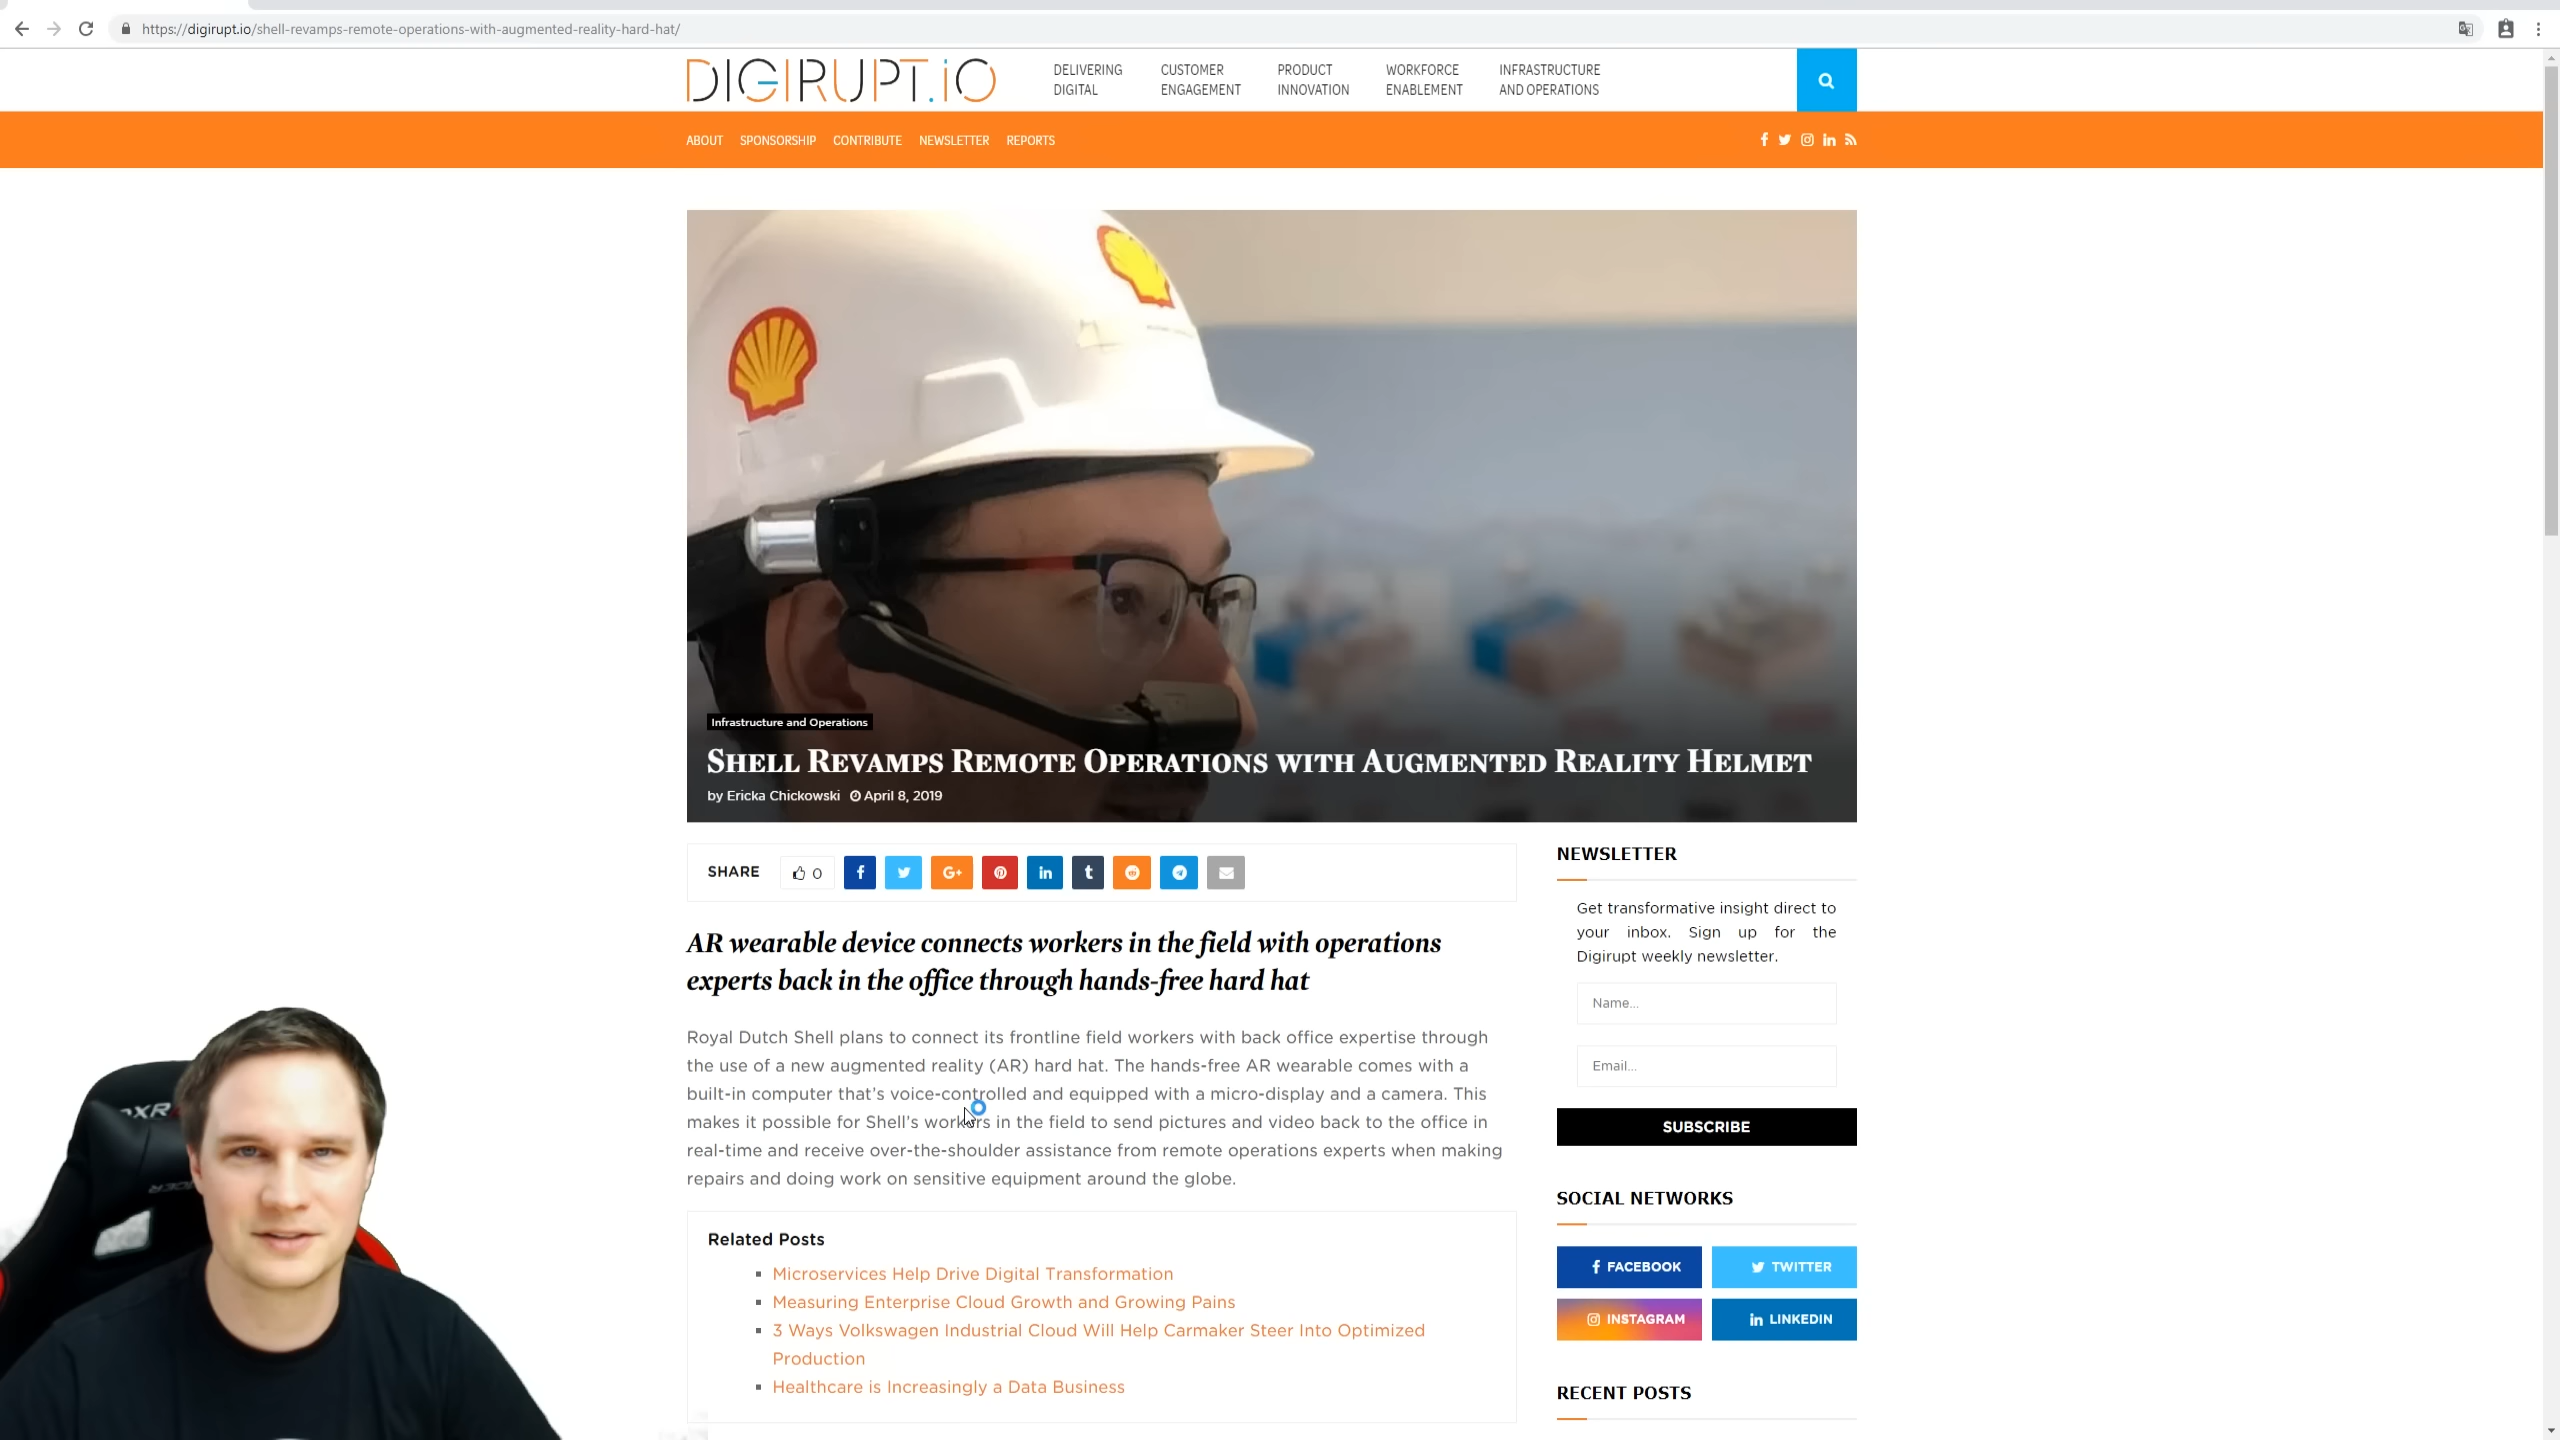 https://digirupt.io/shell-revamps-remote-operations-with-augmented-reality-hard-hat/
DIGIRUPT.iO
DELIVERING
DIGITAL
CUSTOMER
ENGAGEMENT
PRODUCT
INNOVATION
WORKFORCE
ENABLEMENT
INFRASTRUCTURE
AND OPERATIONS
ABOUT SPONSORSHIP CONTRIBUTE NEWSLETTER REPORTS
Infrastructure and Operations
Shell Revamps Remote Operations with Augmented Reality Helmet
by Ericka Chickowski April 8, 2019
SHARE 0
AR wearable device connects workers in the field with operations
experts back in the office through hands-free hard hat
Royal Dutch Shell plans to connect its frontline field workers with back office expertise through
the use of a new augmented reality (AR) hard hat. The hands-free AR wearable comes with a
built-in computer that’s voice-controlled and equipped with a micro-display and a camera. This
makes it possible for Shell’s workers in the field to send pictures and video back to the office in
real-time and receive over-the-shoulder assistance from remote operations experts when making
repairs and doing work on sensitive equipment around the globe.
Related Posts
Microservices Help Drive Digital Transformation
Measuring Enterprise Cloud Growth and Growing Pains
3 Ways Volkswagen Industrial Cloud Will Help Carmaker Steer Into Optimized
Production
Healthcare is Increasingly a Data Business
NEWSLETTER
Get transformative insight direct to
your inbox. Sign up for the
Digirupt weekly newsletter.
Name...
Email...
SUBSCRIBE
SOCIAL NETWORKS
FACEBOOK
TWITTER
INSTAGRAM
LINKEDIN
RECENT POSTS